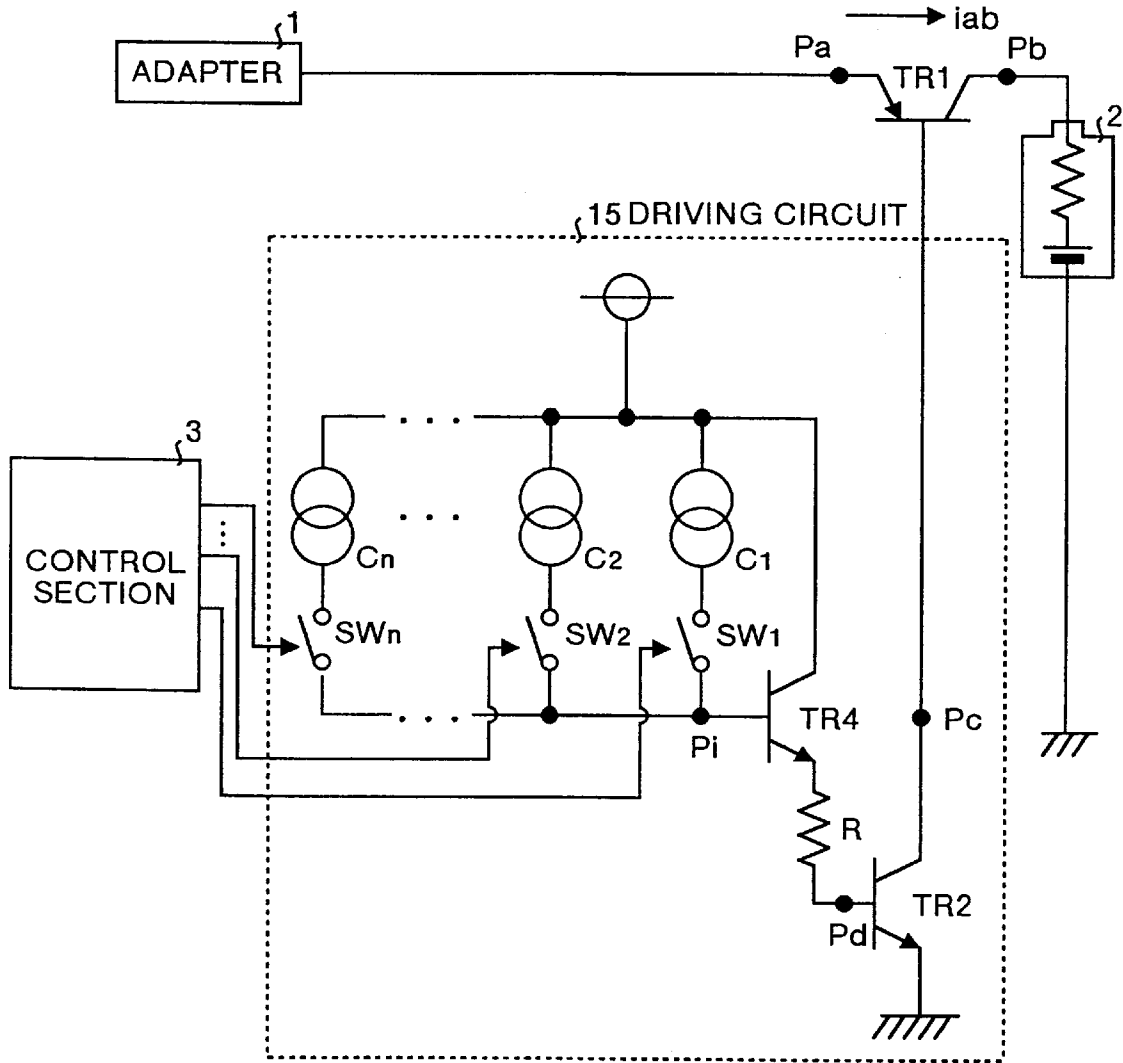 1
ADAPTER
iab
Pa
Pb
TR1
2
15 DRIVING CIRCUIT
3
CONTROL
SECTION
. . .
. . .
Cn
C2
C1
SWn
SW2
SW1
. . .
Pi
TR4
Pc
R
Pd
TR2